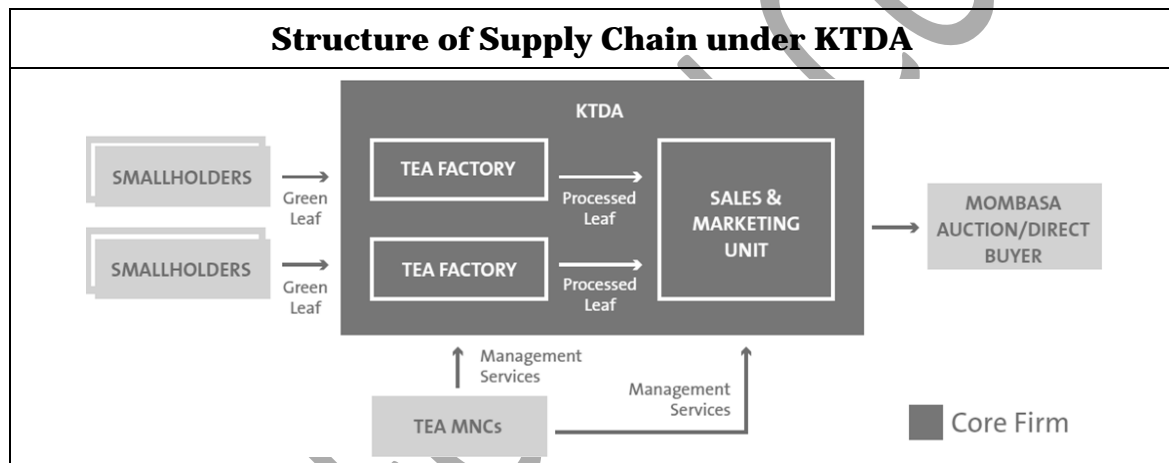 Structure of Supply Chain under KTDA
KTDA
SMALLHOLDERS
Green
Leaf
TEA FACTORY
Processed
Leaf
SMALLHOLDERS
Green
Leaf
TEA FACTORY
Processed
Leaf
SALES &
MARKETING
UNIT
MOMBASA
AUCTION/DIRECT
BUYER
Management
Services
Management
Services
TEA MNCs
Core Firm